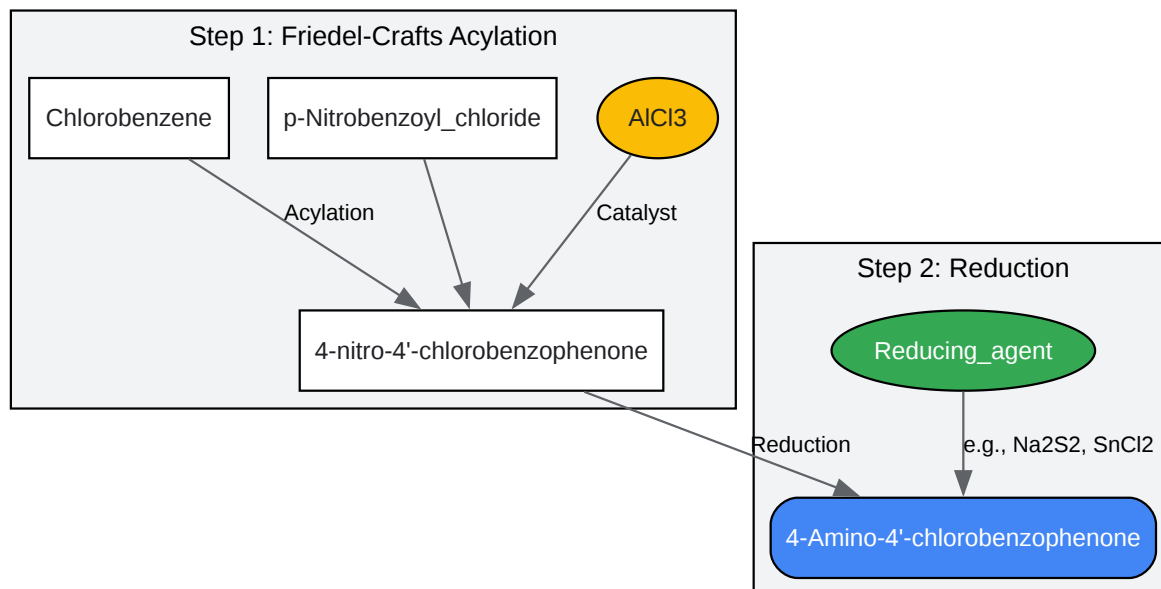 Step 1: Friedel-Crafts Acylation
Chlorobenzene
p-Nitrobenzoyl_chloride
AlCl3
Acylation
Catalyst
4-nitro-4'-chlorobenzophenone
Step 2: Reduction
Reducing_agent
Reduction
e.g., Na2S2, SnCl2
4-Amino-4'-chlorobenzophenone